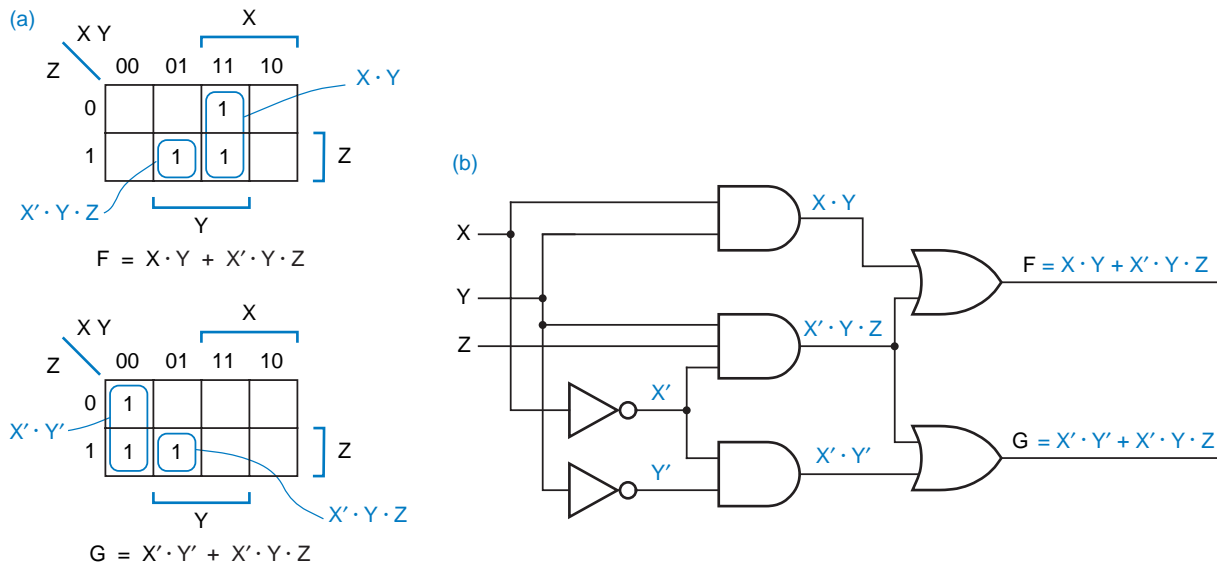 (a)
X Y
X
Z
00 01 11 10
X · Y
0
1
1
1 1
Z
X′ · Y · Z
Y
F = X · Y + X′ · Y · Z
X Y
X
Z
00 01 11 10
0
1
X′ · Y′
1
1 1
Z
Y
X′ · Y · Z
G = X′ · Y′ + X′ · Y · Z
(b)
X · Y
X
F = X · Y + X′ · Y · Z
Y
X′ · Y · Z
Z
X′
G = X′ · Y′ + X′ · Y · Z
X′ · Y′
Y′